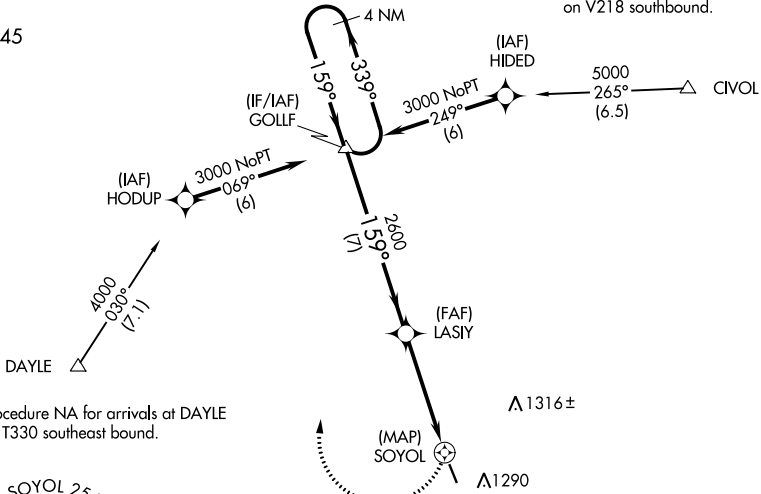 on V218 southbound.
45
4 NM
(IAF)
HIDED
159°
339°
5000
265°
(6.5)
CIVOL
3000 NoPT
249°
(6)
(IF/IAF)
GOLLF
3000 NoPT
069°
(6)
(IAF)
HODUP
2600
159°
(7)
4000
030°
(7.1)
(FAF)
LASIY
DAYLE
1316±
ocedure NA for arrivals at DAYLE
T330 southeast bound.
(MAP)
SOYOL
1290
SOYOL 25